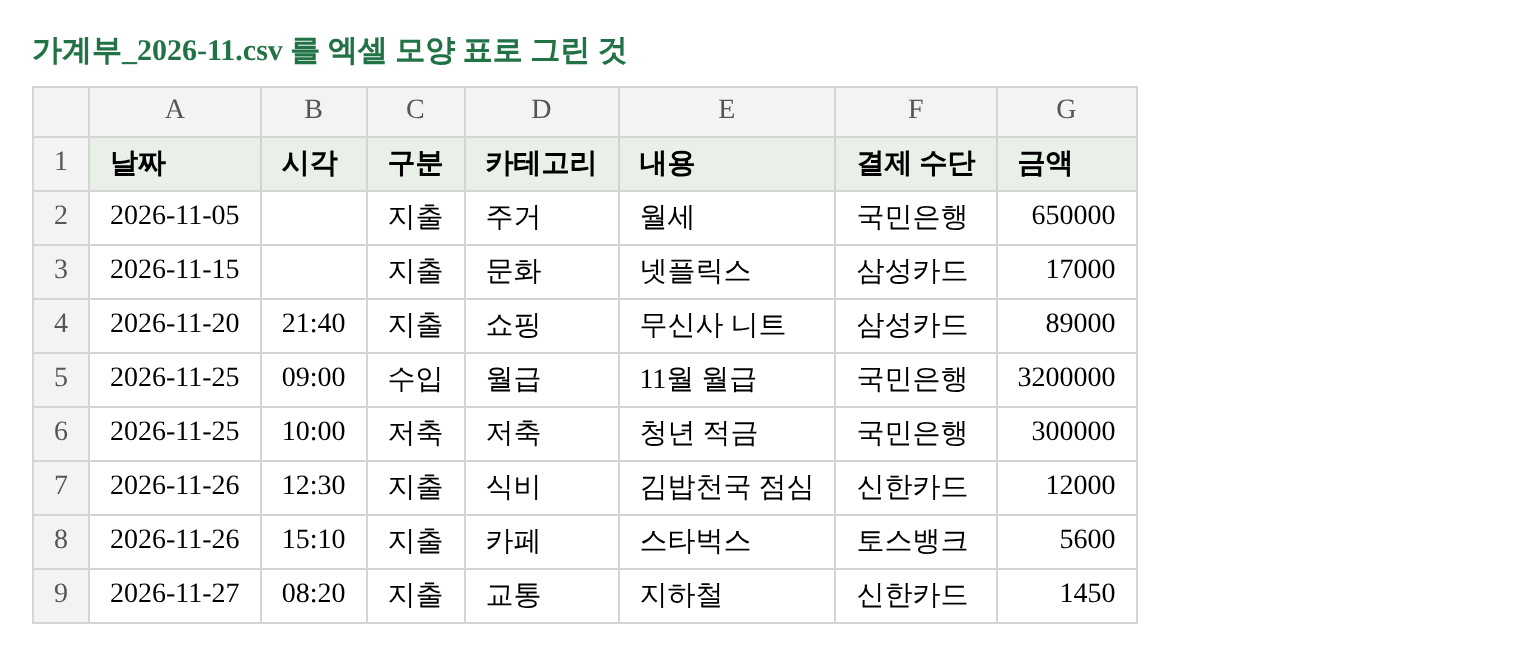 가계부_2026-11.csv 를 엑셀 모양 표로 그린 것
A B C D E F G
1 날짜 시각 구분 카테고리 내용 결제 수단 금액
2 2026-11-05 지출 주거 월세 국민은행 650000
3 2026-11-15 지출 문화 넷플릭스 삼성카드 17000
4 2026-11-20 21:40 지출 쇼핑 무신사 니트 삼성카드 89000
5 2026-11-25 09:00 수입 월급 11월 월급 국민은행 3200000
6 2026-11-25 10:00 저축 저축 청년 적금 국민은행 300000
7 2026-11-26 12:30 지출 식비 김밥천국 점심 신한카드 12000
8 2026-11-26 15:10 지출 카페 스타벅스 토스뱅크 5600
9 2026-11-27 08:20 지출 교통 지하철 신한카드 1450